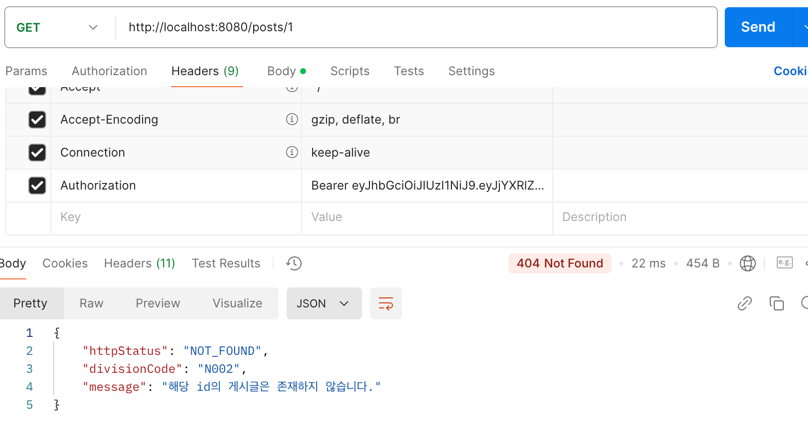 GET http://localhost:8080/posts/1 Send
Params Authorization Headers (9) Body Scripts Tests Settings Cooki
Accept */
Accept-Encoding gzip, deflate, br
Connection keep-alive
Authorization Bearer eyJhbGciOiJIUzI1NiJ9.eyJjYXRlZ...
Key Value Description
Body Cookies Headers (11) Test Results 404 Not Found 22 ms 454 B e.g.
Pretty Raw Preview Visualize JSON
1 {
2 "httpStatus": "NOT_FOUND",
3 "divisionCode": "N002",
4 "message": "해당 id의 게시글은 존재하지 않습니다."
5 }